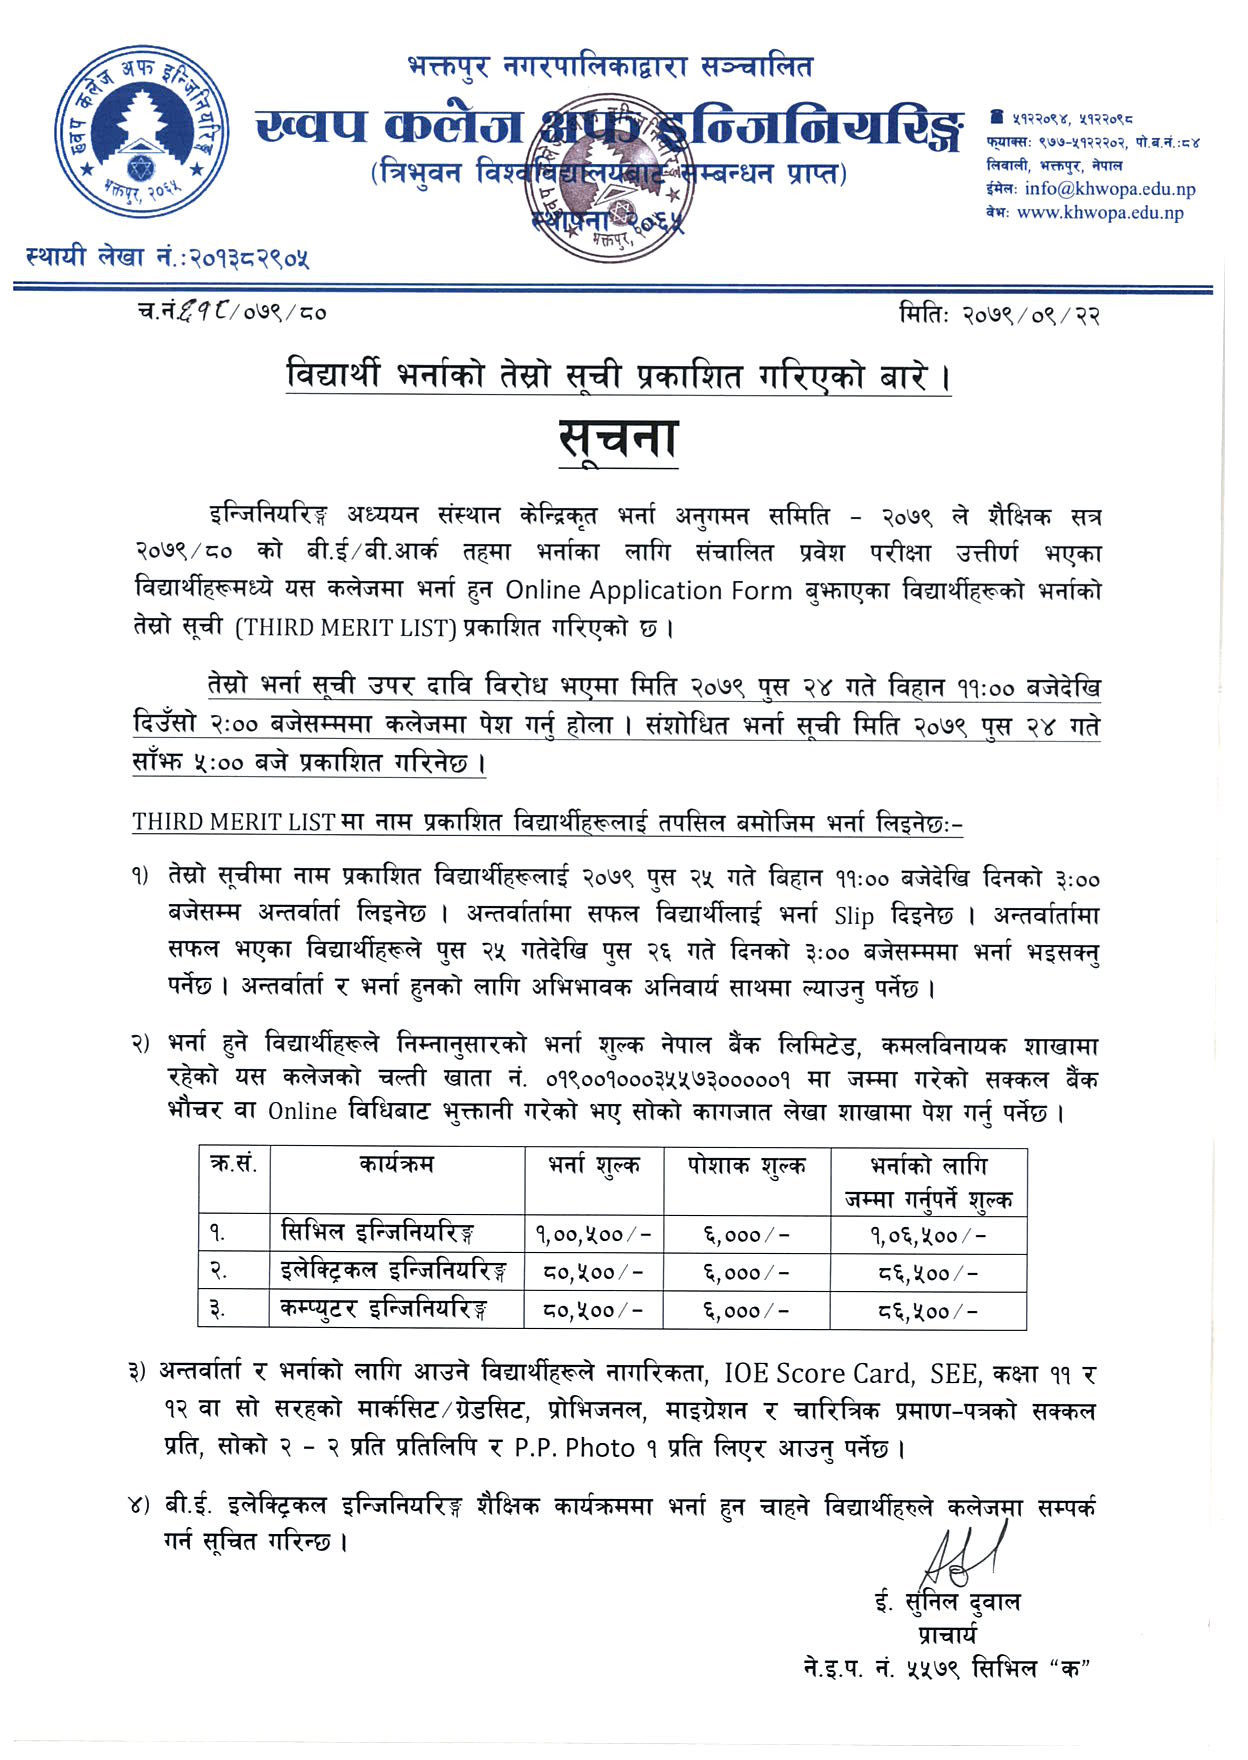 भक्तपुर नगरपालिकाद्वारा सञ्चालित
ख्वप कलेज अफ इन्जिनियरिङ्ग
(त्रिभुवन विश्वविद्यालयबाट सम्बन्धन प्राप्त)
स्थापना २०६५
ख्वप कलेज अफ इन्जिनियरिङ्ग
भक्तपुर, २०६५
☎ ५१२२०९४, ५१२२०९८
फ्याक्सः ९७७-५१२२२०२, पो.ब.नं.:८४
लिवाली, भक्तपुर, नेपाल
ईमेलः info@khwopa.edu.np
वेभः www.khwopa.edu.np
स्थायी लेखा नं.:२०१३८२९०५
च.नं.६१८/०७९/८०
मितिः २०७९/०९/२२
विद्यार्थी भर्नाको तेस्रो सूची प्रकाशित गरिएको बारे ।
सूचना
इन्जिनियरिङ्ग अध्ययन संस्थान केन्द्रिकृत भर्ना अनुगमन समिति – २०७९ ले शैक्षिक सत्र
२०७९/८० को बी.ई/बी.आर्क तहमा भर्नाका लागि संचालित प्रवेश परीक्षा उत्तीर्ण भएका
विद्यार्थीहरूमध्ये यस कलेजमा भर्ना हुन Online Application Form बुझाएका विद्यार्थीहरूको भर्नाको
तेस्रो सूची (THIRD MERIT LIST) प्रकाशित गरिएको छ ।
तेस्रो भर्ना सूची उपर दावि विरोध भएमा मिति २०७९ पुस २४ गते विहान ११:०० बजेदेखि
दिउँसो २:०० बजेसम्ममा कलेजमा पेश गर्नु होला । संशोधित भर्ना सूची मिति २०७९ पुस २४ गते
साँझ ५:०० बजे प्रकाशित गरिनेछ ।
THIRD MERIT LIST मा नाम प्रकाशित विद्यार्थीहरूलाई तपसिल बमोजिम भर्ना लिइनेछः–
१) तेस्रो सूचीमा नाम प्रकाशित विद्यार्थीहरूलाई २०७९ पुस २५ गते बिहान ११:०० बजेदेखि दिनको ३:००
बजेसम्म अन्तर्वार्ता लिइनेछ । अन्तर्वार्तामा सफल विद्यार्थीलाई भर्ना Slip दिइनेछ । अन्तर्वार्तामा
सफल भएका विद्यार्थीहरूले पुस २५ गतेदेखि पुस २६ गते दिनको ३:०० बजेसम्ममा भर्ना भइसक्नु
पर्नेछ । अन्तर्वार्ता र भर्ना हुनको लागि अभिभावक अनिवार्य साथमा ल्याउनु पर्नेछ ।
२) भर्ना हुने विद्यार्थीहरूले निम्नानुसारको भर्ना शुल्क नेपाल बैंक लिमिटेड, कमलविनायक शाखामा
रहेको यस कलेजको चल्ती खाता नं. ०१९००१०००३५५७३००००००१ मा जम्मा गरेको सक्कल बैंक
भौचर वा Online विधिबाट भुक्तानी गरेको भए सोको कागजात लेखा शाखामा पेश गर्नु पर्नेछ ।
क्र.सं. कार्यक्रम भर्ना शुल्क पोशाक शुल्क भर्नाको लागि
जम्मा गर्नुपर्ने शुल्क
१. सिभिल इन्जिनियरिङ्ग १,००,५००/– ६,०००/– १,०६,५००/–
२. इलेक्ट्रिकल इन्जिनियरिङ्ग ८०,५००/– ६,०००/– ८६,५००/–
३. कम्प्युटर इन्जिनियरिङ्ग ८०,५००/– ६,०००/– ८६,५००/–
३) अन्तर्वार्ता र भर्नाको लागि आउने विद्यार्थीहरूले नागरिकता, IOE Score Card, SEE, कक्षा ११ र
१२ वा सो सरहको मार्कसिट/ग्रेडसिट, प्रोभिजनल, माइग्रेशन र चारित्रिक प्रमाण–पत्रको सक्कल
प्रति, सोको २ – २ प्रति प्रतिलिपि र P.P. Photo १ प्रति लिएर आउनु पर्नेछ ।
४) बी.ई. इलेक्ट्रिकल इन्जिनियरिङ्ग शैक्षिक कार्यक्रममा भर्ना हुन चाहने विद्यार्थीहरुले कलेजमा सम्पर्क
गर्न सूचित गरिन्छ ।
ई. सुनिल दुवाल
प्राचार्य
ने.इ.प. नं. ५५७९ सिभिल “क”